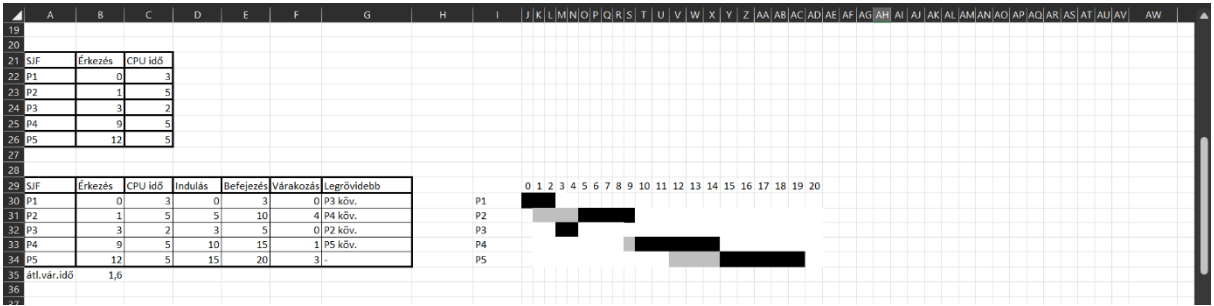 A B C D E F G H I J K L M N O P Q R S T U V W X Y Z AA AB AC AD AE AF AG AH AI AJ AK AL AM AN AO AP AQ AR AS AT AU AV AW
19
20
21 SJF Érkezés CPU idő
22 P1 0 3
23 P2 1 5
24 P3 3 2
25 P4 9 5
26 P5 12 5
27
28
29 SJF Érkezés CPU idő Indulás Befejezés Várakozás Legrövidebb 0 1 2 3 4 5 6 7 8 9 10 11 12 13 14 15 16 17 18 19 20
30 P1 0 3 0 3 0 P3 köv. P1
31 P2 1 5 5 10 4 P4 köv. P2
32 P3 3 2 3 5 0 P2 köv. P3
33 P4 9 5 10 15 1 P5 köv. P4
34 P5 12 5 15 20 3 - P5
35 átl.vár.idő 1,6
36
37